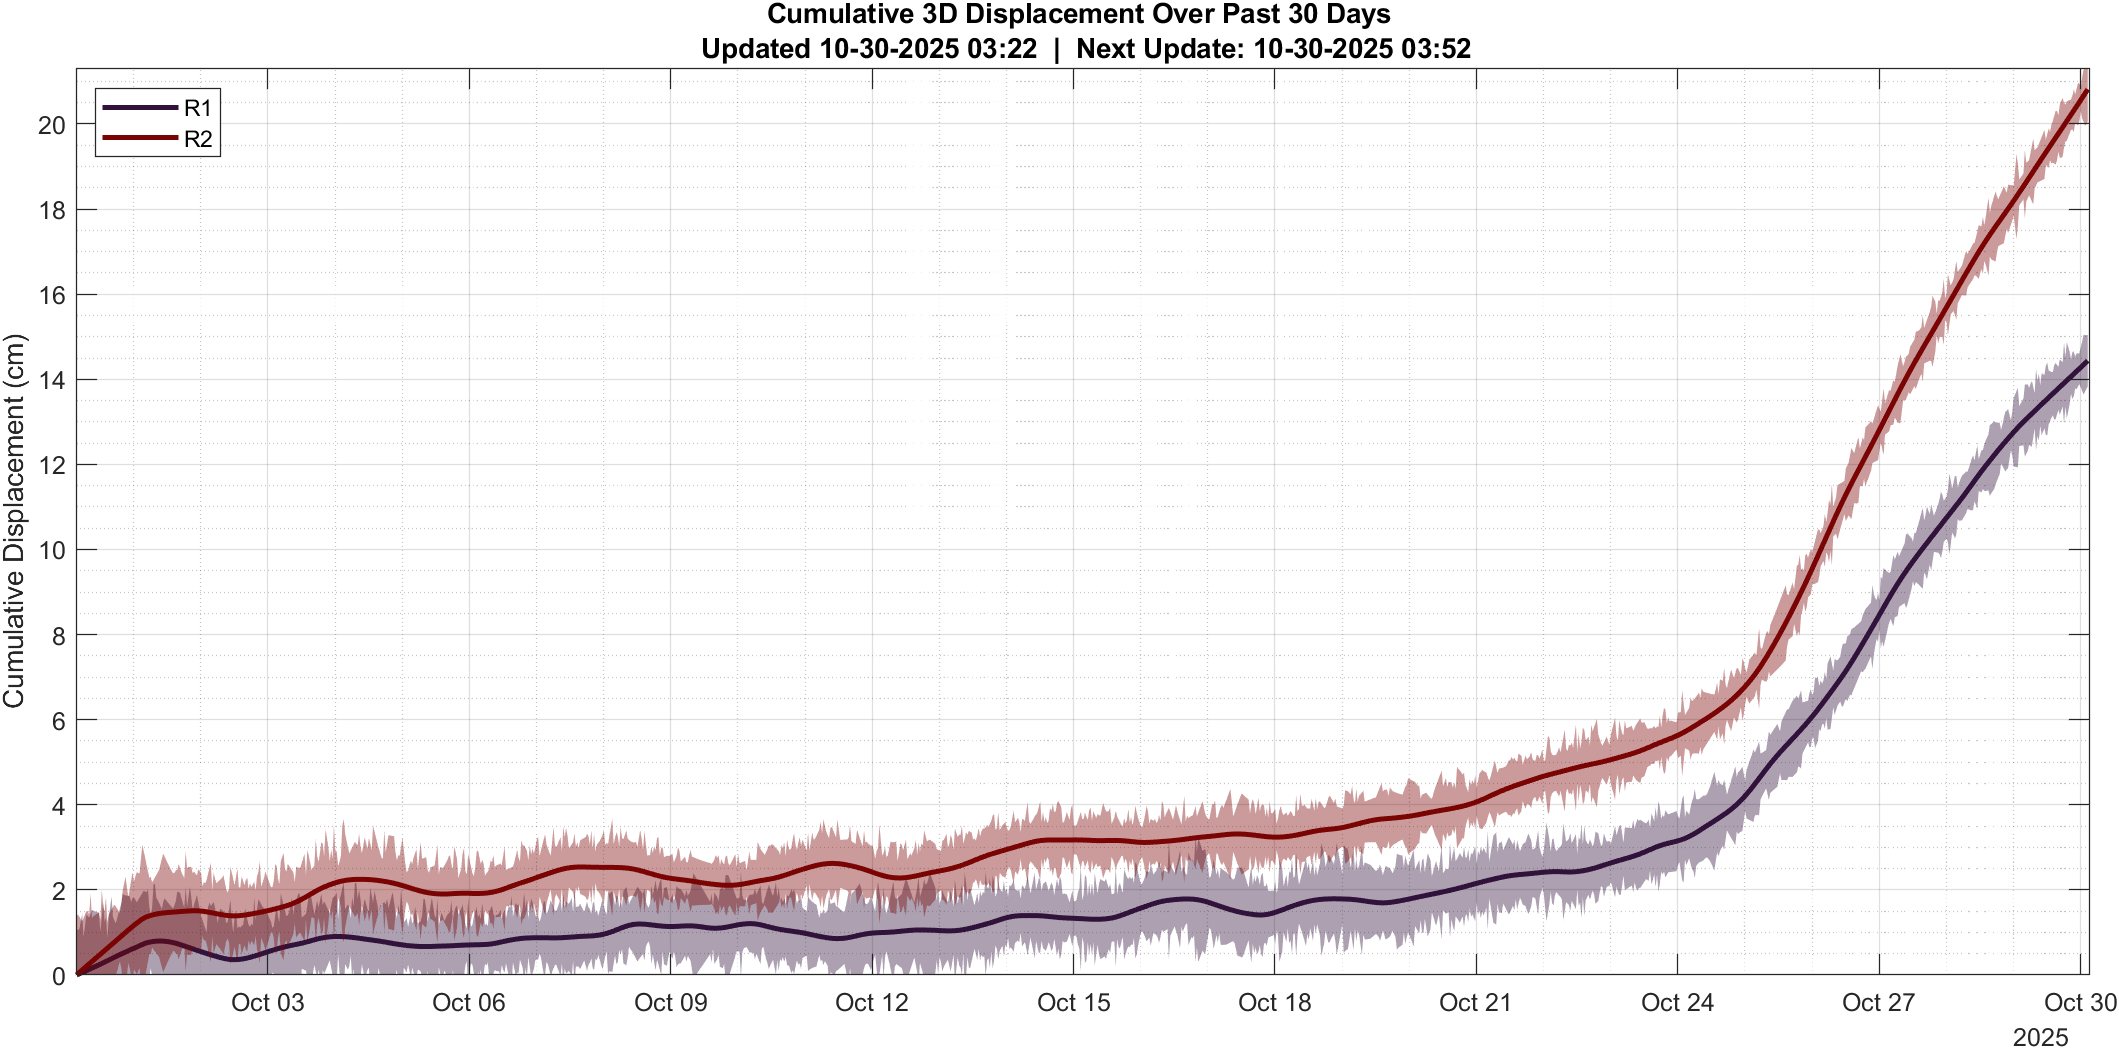 Cumulative 3D Displacement Over Past 30 Days
Updated 10-30-2025 03:22 | Next Update: 10-30-2025 03:52
R1
R2
Cumulative Displacement (cm)
20
18
16
14
12
10
8
6
4
2
0
Oct 03 Oct 06 Oct 09 Oct 12 Oct 15 Oct 18 Oct 21 Oct 24 Oct 27 Oct 30
2025